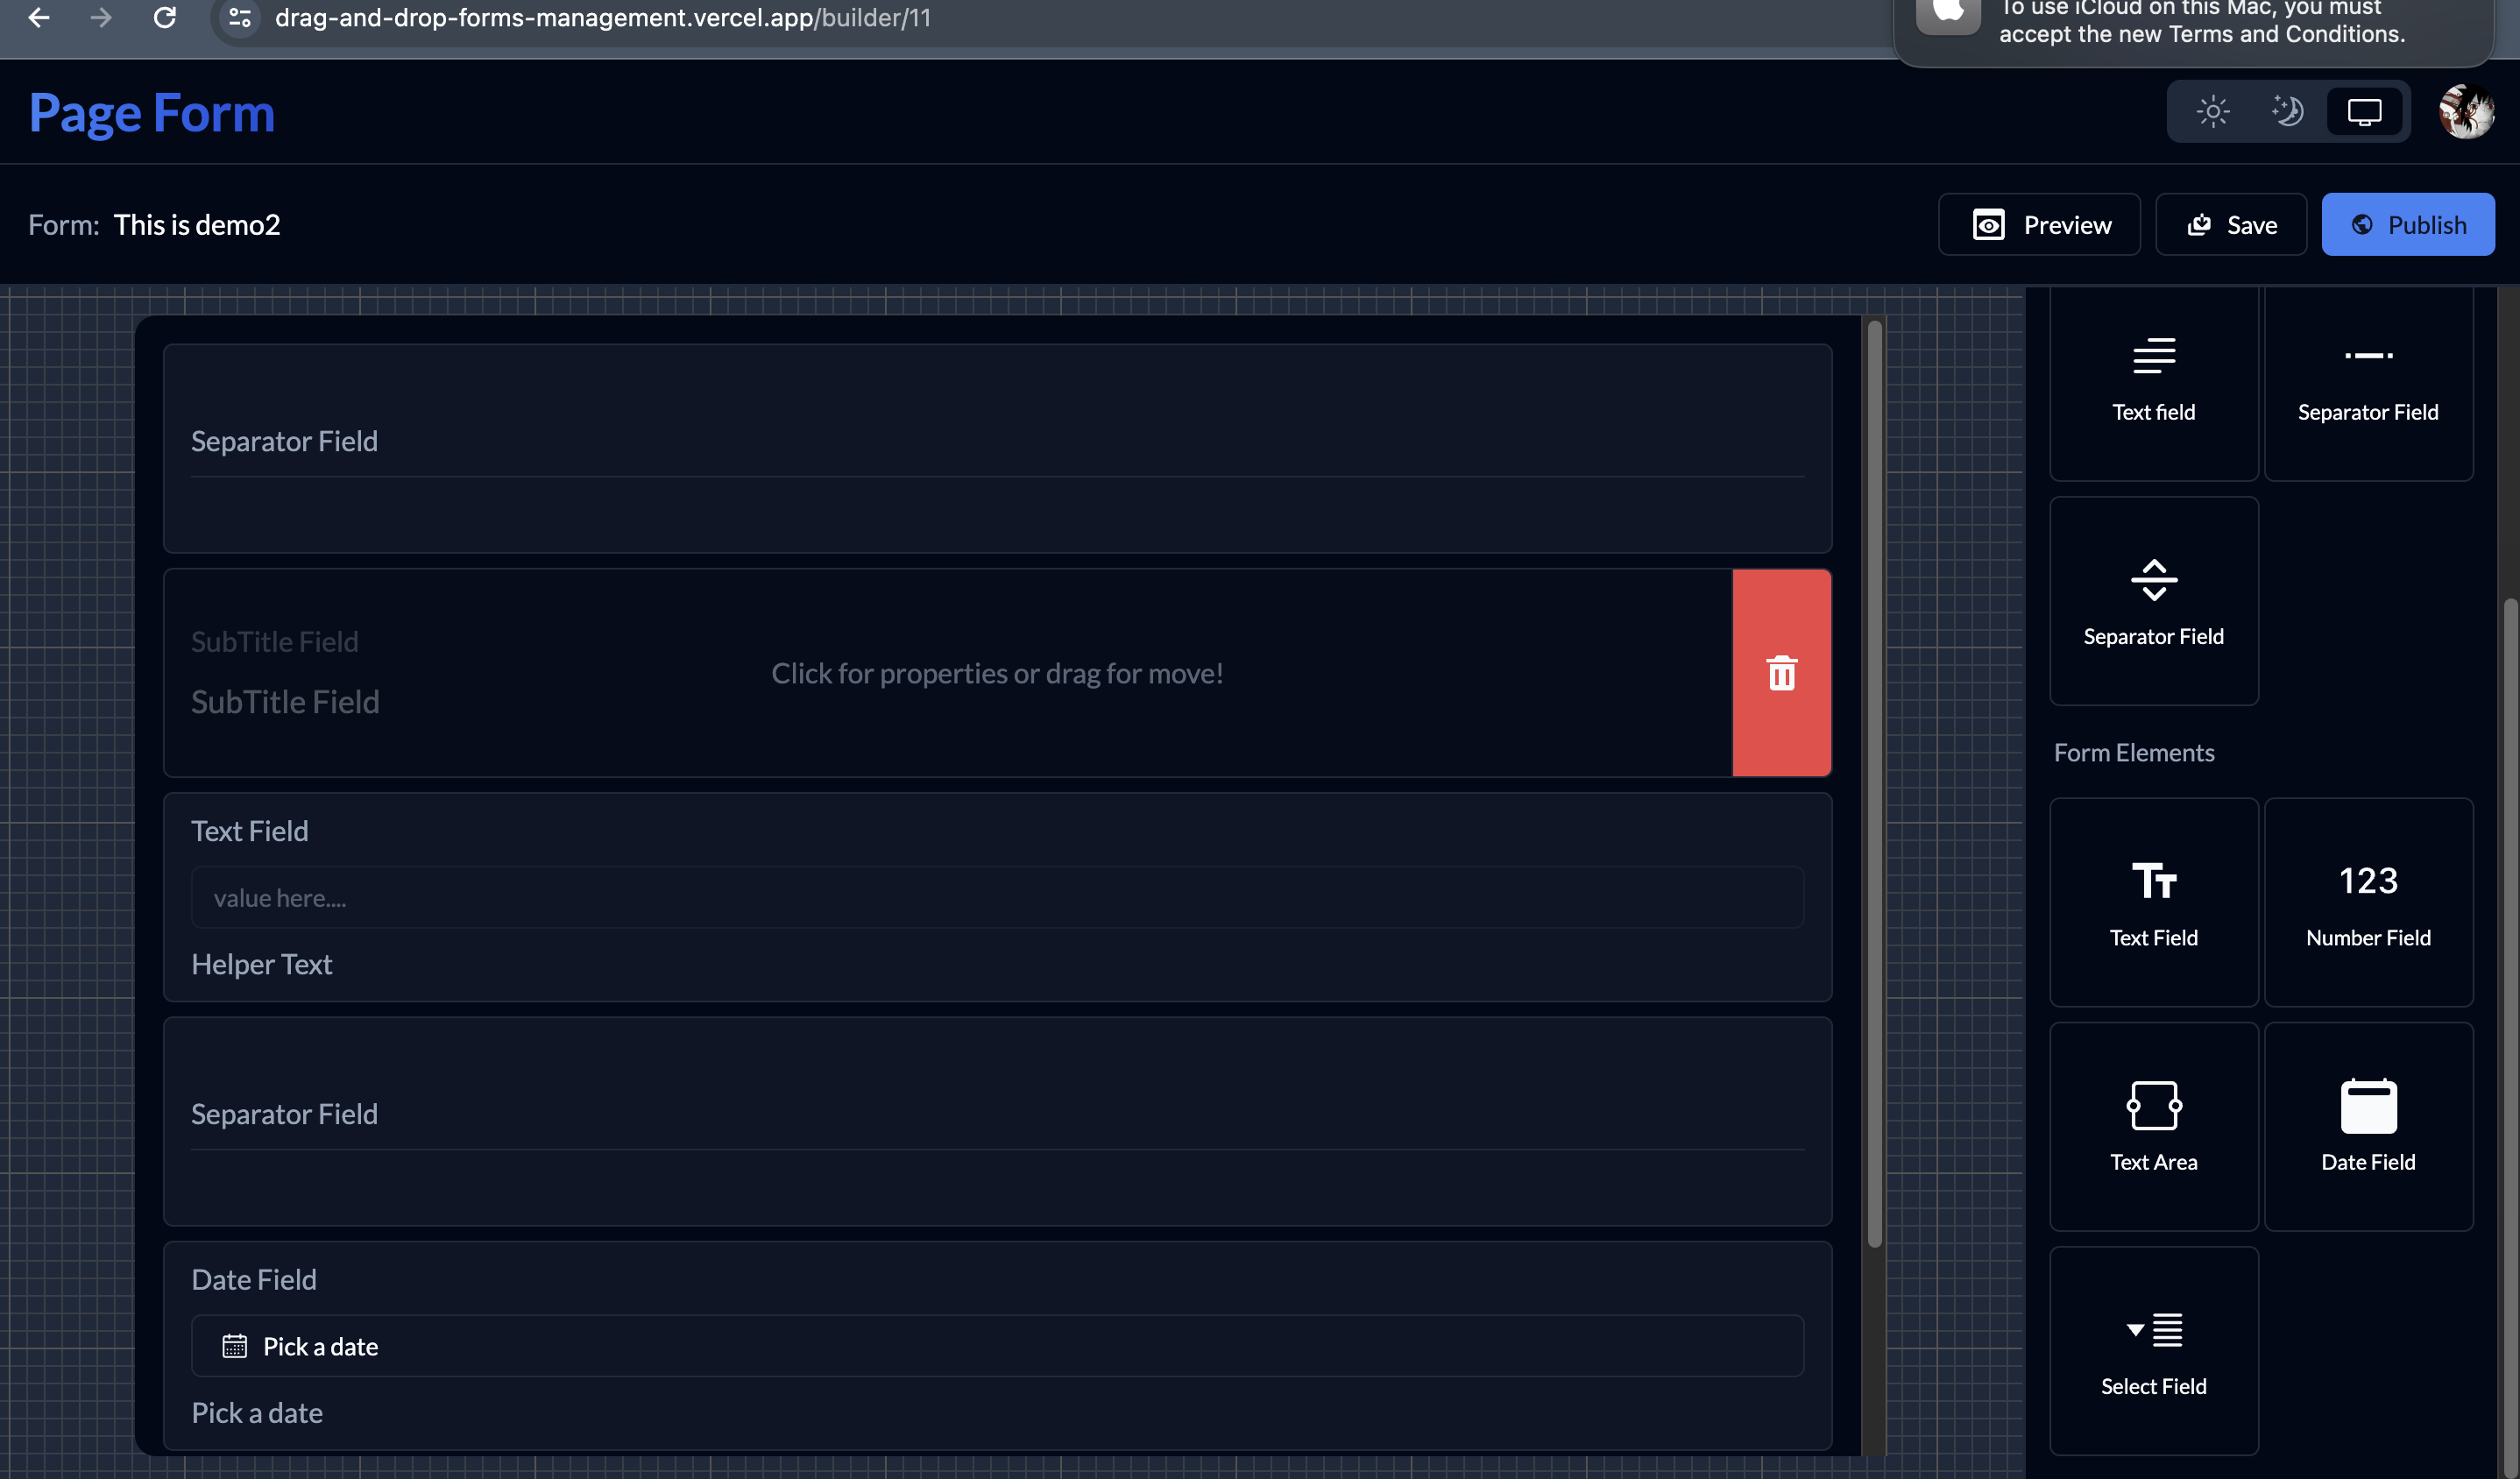 drag-and-drop-forms-management.vercel.app/builder/11
To use iCloud on this Mac, you must
accept the new Terms and Conditions.
Page Form
Form: This is demo2
Preview
Save
Publish
Separator Field
SubTitle Field
SubTitle Field
Click for properties or drag for move!
Text Field
value here....
Helper Text
Separator Field
Date Field
Pick a date
Pick a date
Text field
Separator Field
Separator Field
Form Elements
Text Field
123
Number Field
Text Area
Date Field
Select Field